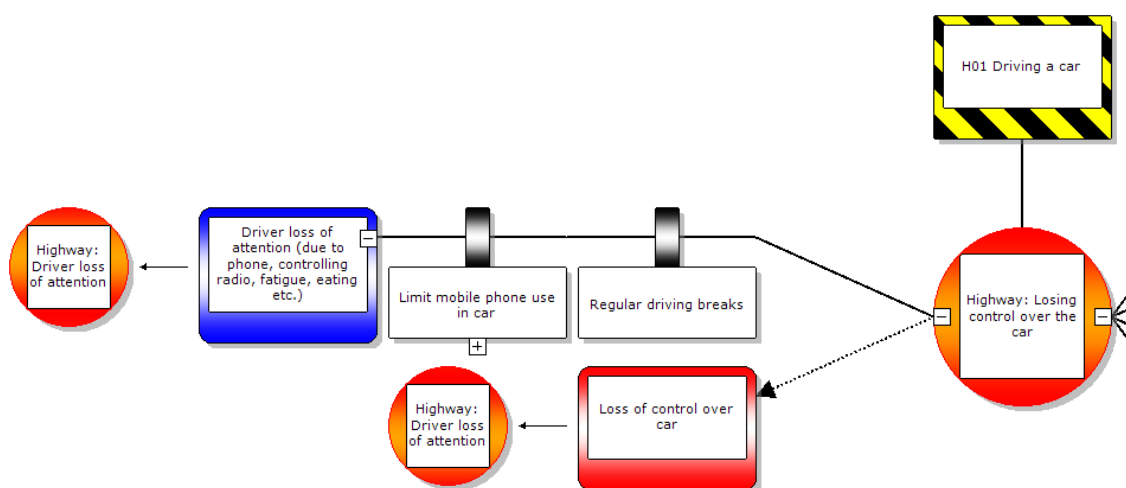 H01 Driving a car
Highway:
Driver loss
of attention
Driver loss of
attention (due to
phone, controlling
radio, fatigue, eating
etc.)
Limit mobile phone use
in car
Regular driving breaks
Highway: Losing
control over the
car
Highway:
Driver loss
of attention
Loss of control over
car